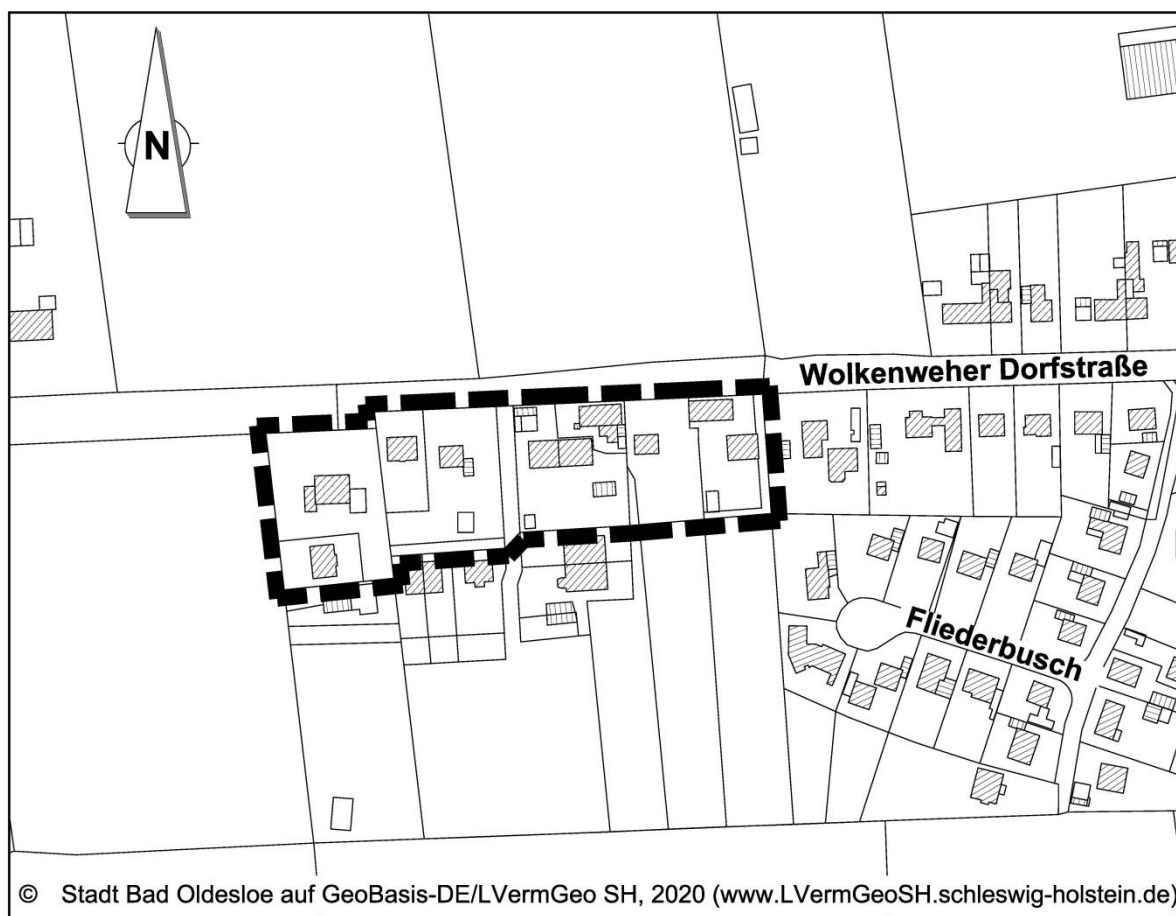 N
Wolkenweher Dorfstraße
Fliederbusch
© Stadt Bad Oldesloe auf GeoBasis-DE/LVermGeo SH, 2020 (www.LVermGeoSH.schleswig-holstein.de)